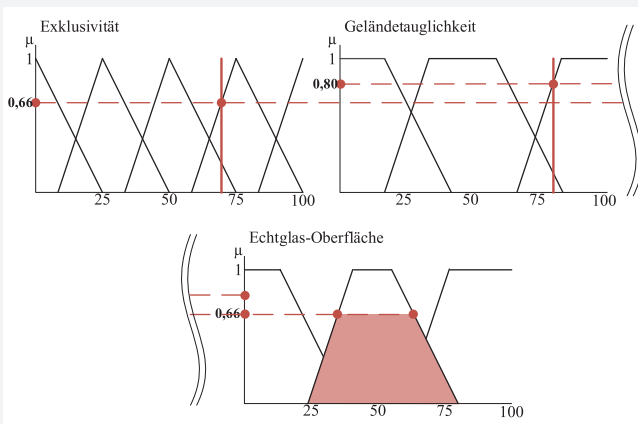 Exklusivität
μ
1
0,66
25 50 75 100
Geländetauglichkeit
μ
1
0,80
25 50 75 100
Echtglas-Oberfläche
μ
1
0,66
25 50 75 100